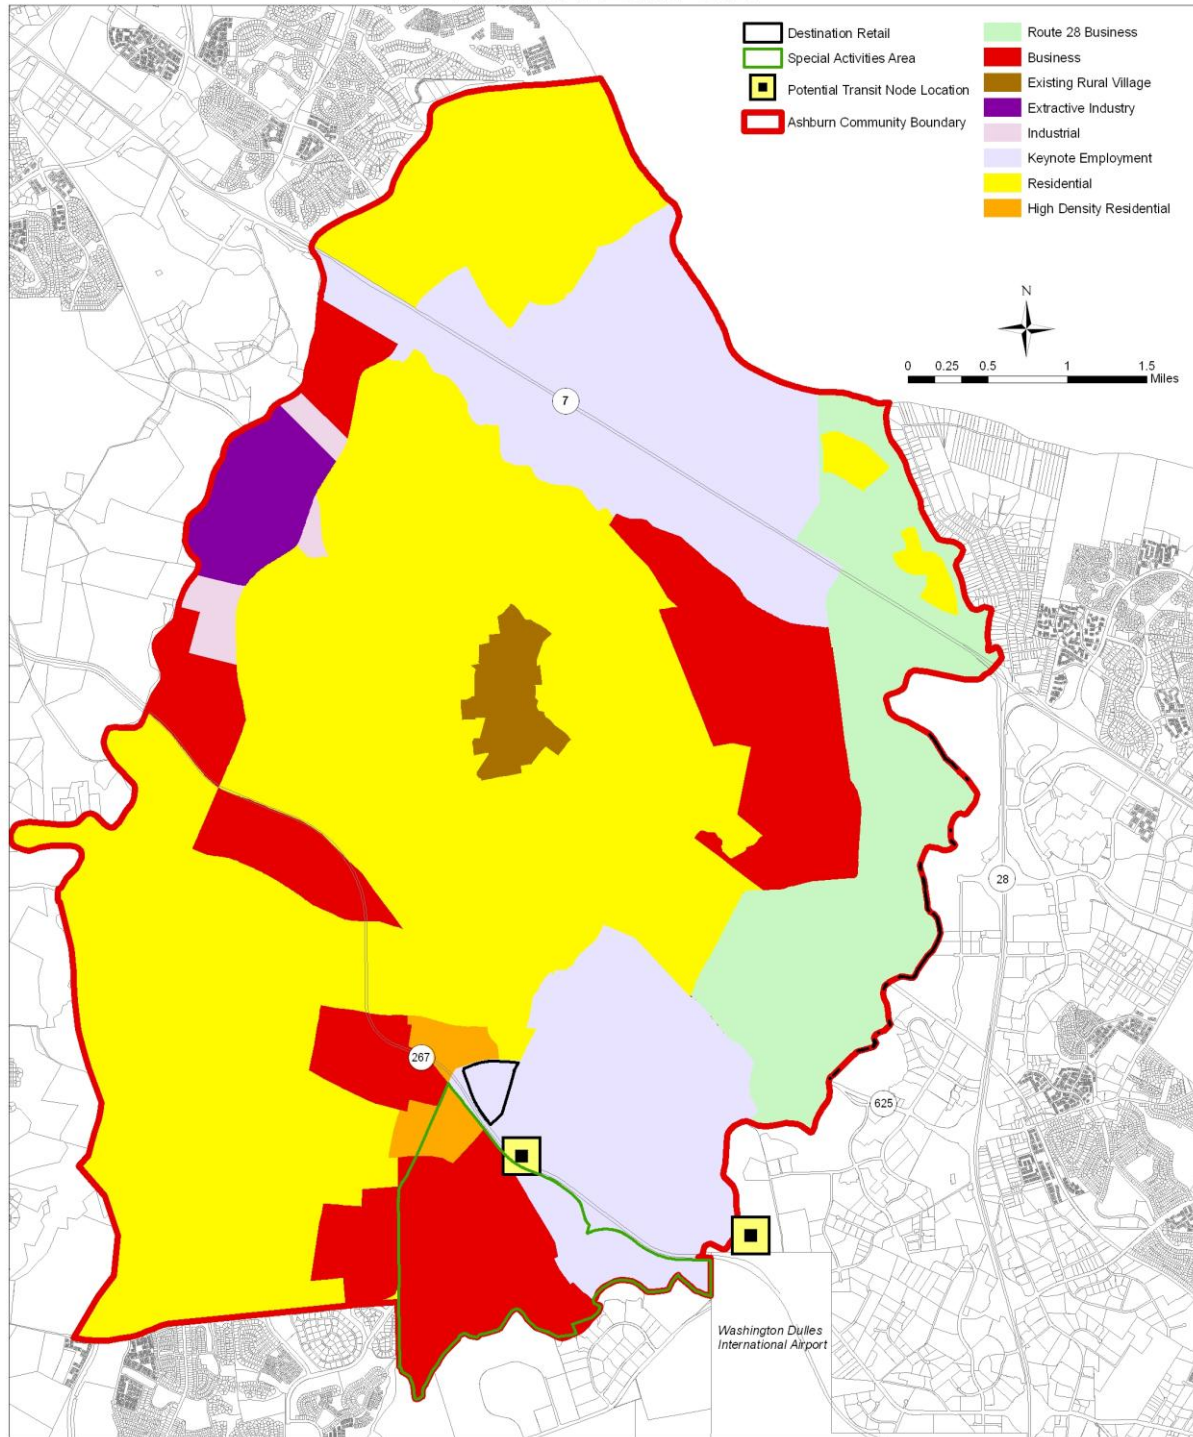 Destination Retail
Special Activities Area
Potential Transit Node Location
Ashburn Community Boundary
Route 28 Business
Business
Existing Rural Village
Extractive Industry
Industrial
Keynote Employment
Residential
High Density Residential
N
0 0.25 0.5 1 1.5
Miles
7
28
267
625
Washington Dulles
International Airport